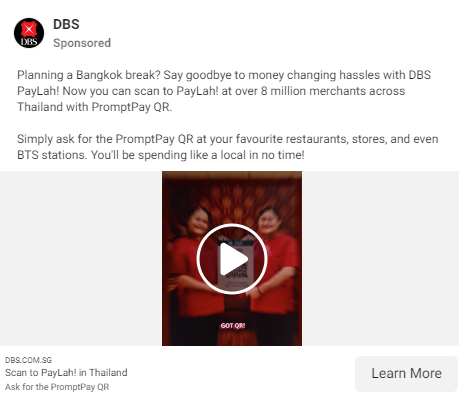 DBS
Sponsored
DBS
Planning a Bangkok break? Say goodbye to money changing hassles with DBS
PayLah! Now you can scan to PayLah! at over 8 million merchants across
Thailand with PromptPay QR.
Simply ask for the PromptPay QR at your favourite restaurants, stores, and even
BTS stations. You'll be spending like a local in no time!
GOT QR!
DBS.COM.SG
Scan to PayLah! in Thailand
Ask for the PromptPay QR
Learn More